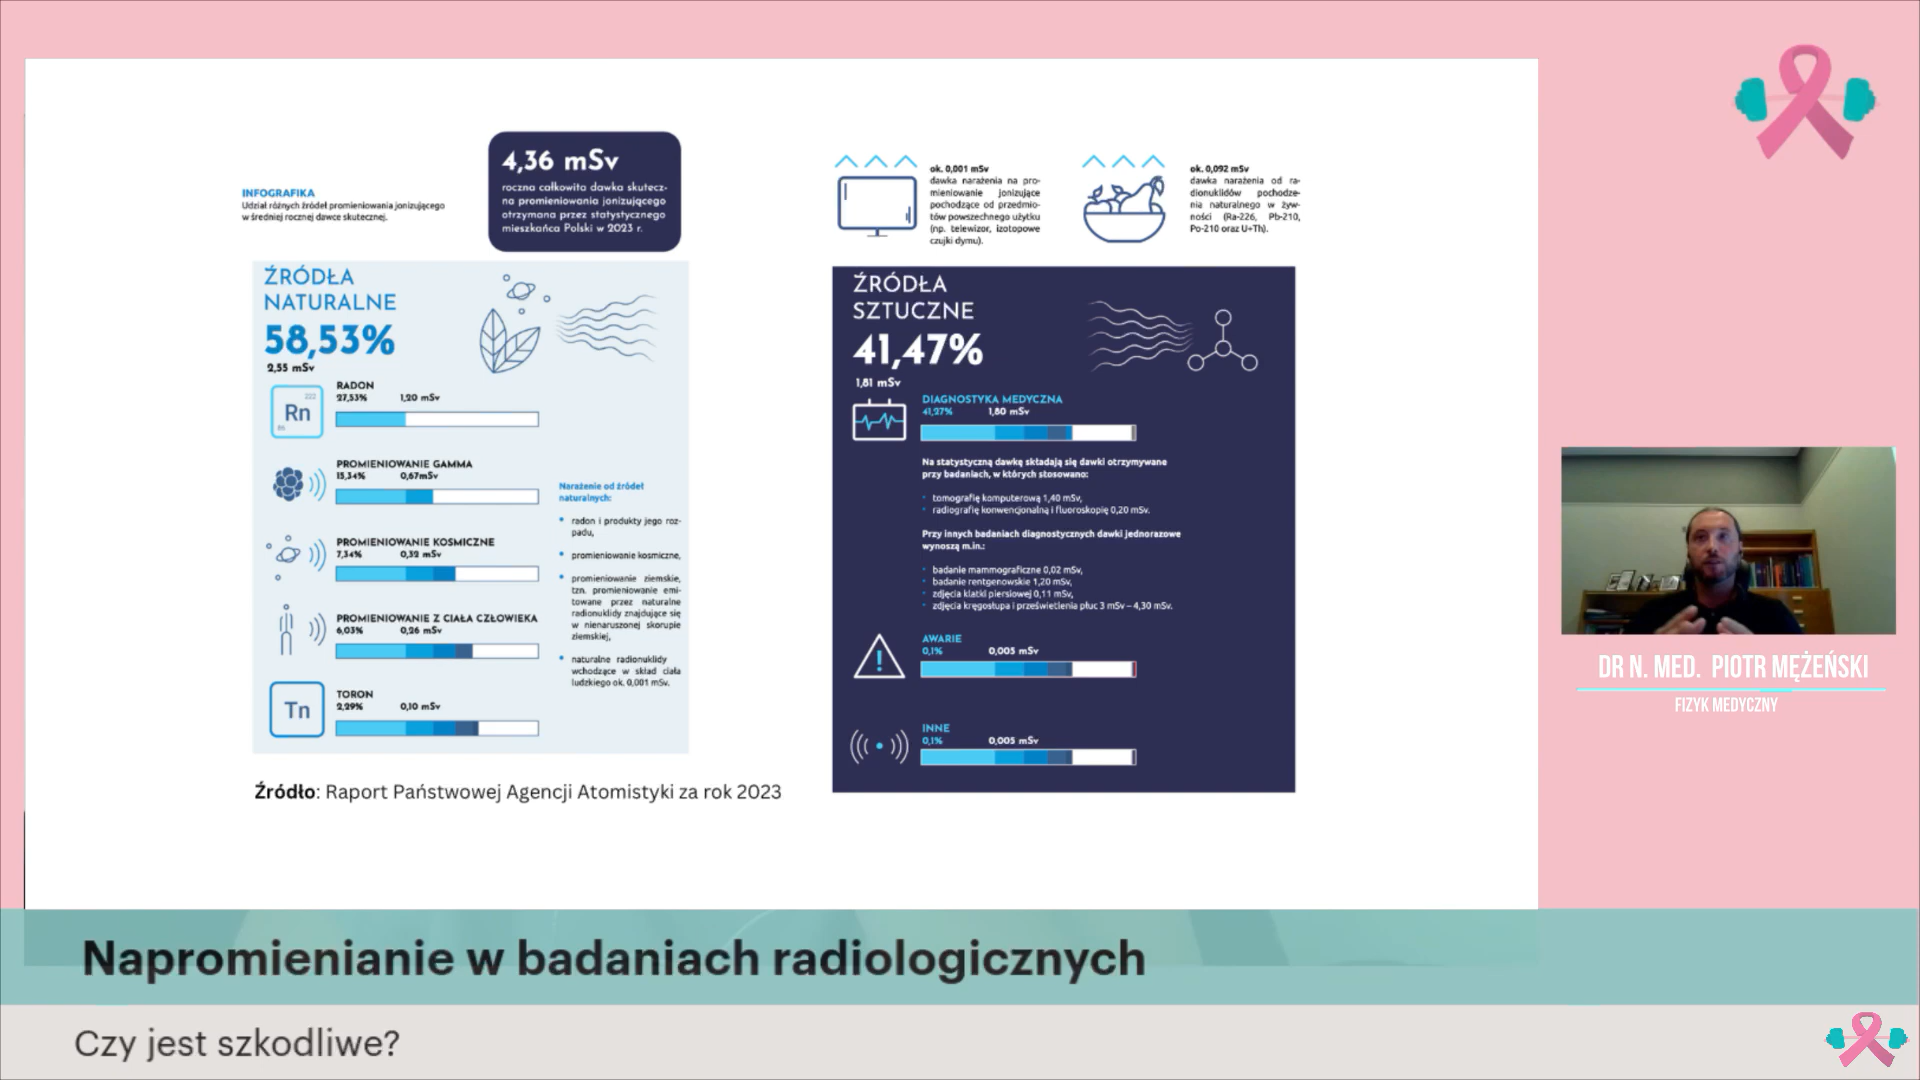 INFOGRAFIKA
Udział różnych źródeł promieniowania jonizującego
w średniej rocznej dawce skutecznej.
4,36 mSv
roczna całkowita dawka skutecz-
na promieniowania jonizującego
otrzymana przez statystycznego
mieszkańca Polski w 2023 r.
ŹRÓDŁA
NATURALNE
58,53%
2,55 mSv
RADON
27,53% 1,20 mSv
222
Rn
86
PROMIENIOWANIE GAMMA
15,34% 0,67mSv
PROMIENIOWANIE KOSMICZNE
7,34% 0,32 mSv
PROMIENIOWANIE Z CIAŁA CZŁOWIEKA
6,03% 0,26 mSv
TORON
2,29% 0,10 mSv
Tn
Narażenie od źródeł
naturalnych:
• radon i produkty jego roz-
padu,
• promieniowanie kosmiczne,
• promieniowanie ziemskie,
tzn. promieniowanie emi-
towane przez naturalne
radionuklidy znajdujące się
w nienaruszonej skorupie
ziemskiej,
• naturalne radionuklidy
wchodzące w skład ciała
ludzkiego ok. 0,001 mSv.
Źródło: Raport Państwowej Agencji Atomistyki za rok 2023
ok. 0,001 mSv
dawka narażenia na pro-
mieniowanie jonizujące
pochodzące od przedmio-
tów powszechnego użytku
(np. telewizor, izotopowe
czujki dymu).
ok. 0,092 mSv
dawka narażenia od ra-
dionuklidów pochodze-
nia naturalnego w żyw-
ności (Ra-226, Pb-210,
Po-210 oraz U+Th).
ŹRÓDŁA
SZTUCZNE
41,47%
1,81 mSv
DIAGNOSTYKA MEDYCZNA
41,27% 1,80 mSv
Na statystyczną dawkę składają się dawki otrzymywane
przy badaniach, w których stosowano:
• tomografię komputerową 1,40 mSv,
• radiografię konwencjonalną i fluoroskopię 0,20 mSv.
Przy innych badaniach diagnostycznych dawki jednorazowe
wynoszą m.in.:
• badanie mammograficzne 0,02 mSv,
• badanie rentgenowskie 1,20 mSv,
• zdjęcia klatki piersiowej 0,11 mSv,
• zdjęcia kręgosłupa i prześwietlenia płuc 3 mSv – 4,30 mSv.
AWARIE
0,1% 0,005 mSv
INNE
0,1% 0,005 mSv
DR N. MED. PIOTR MĘŻEŃSKI
FIZYK MEDYCZNY
Napromienianie w badaniach radiologicznych
Czy jest szkodliwe?